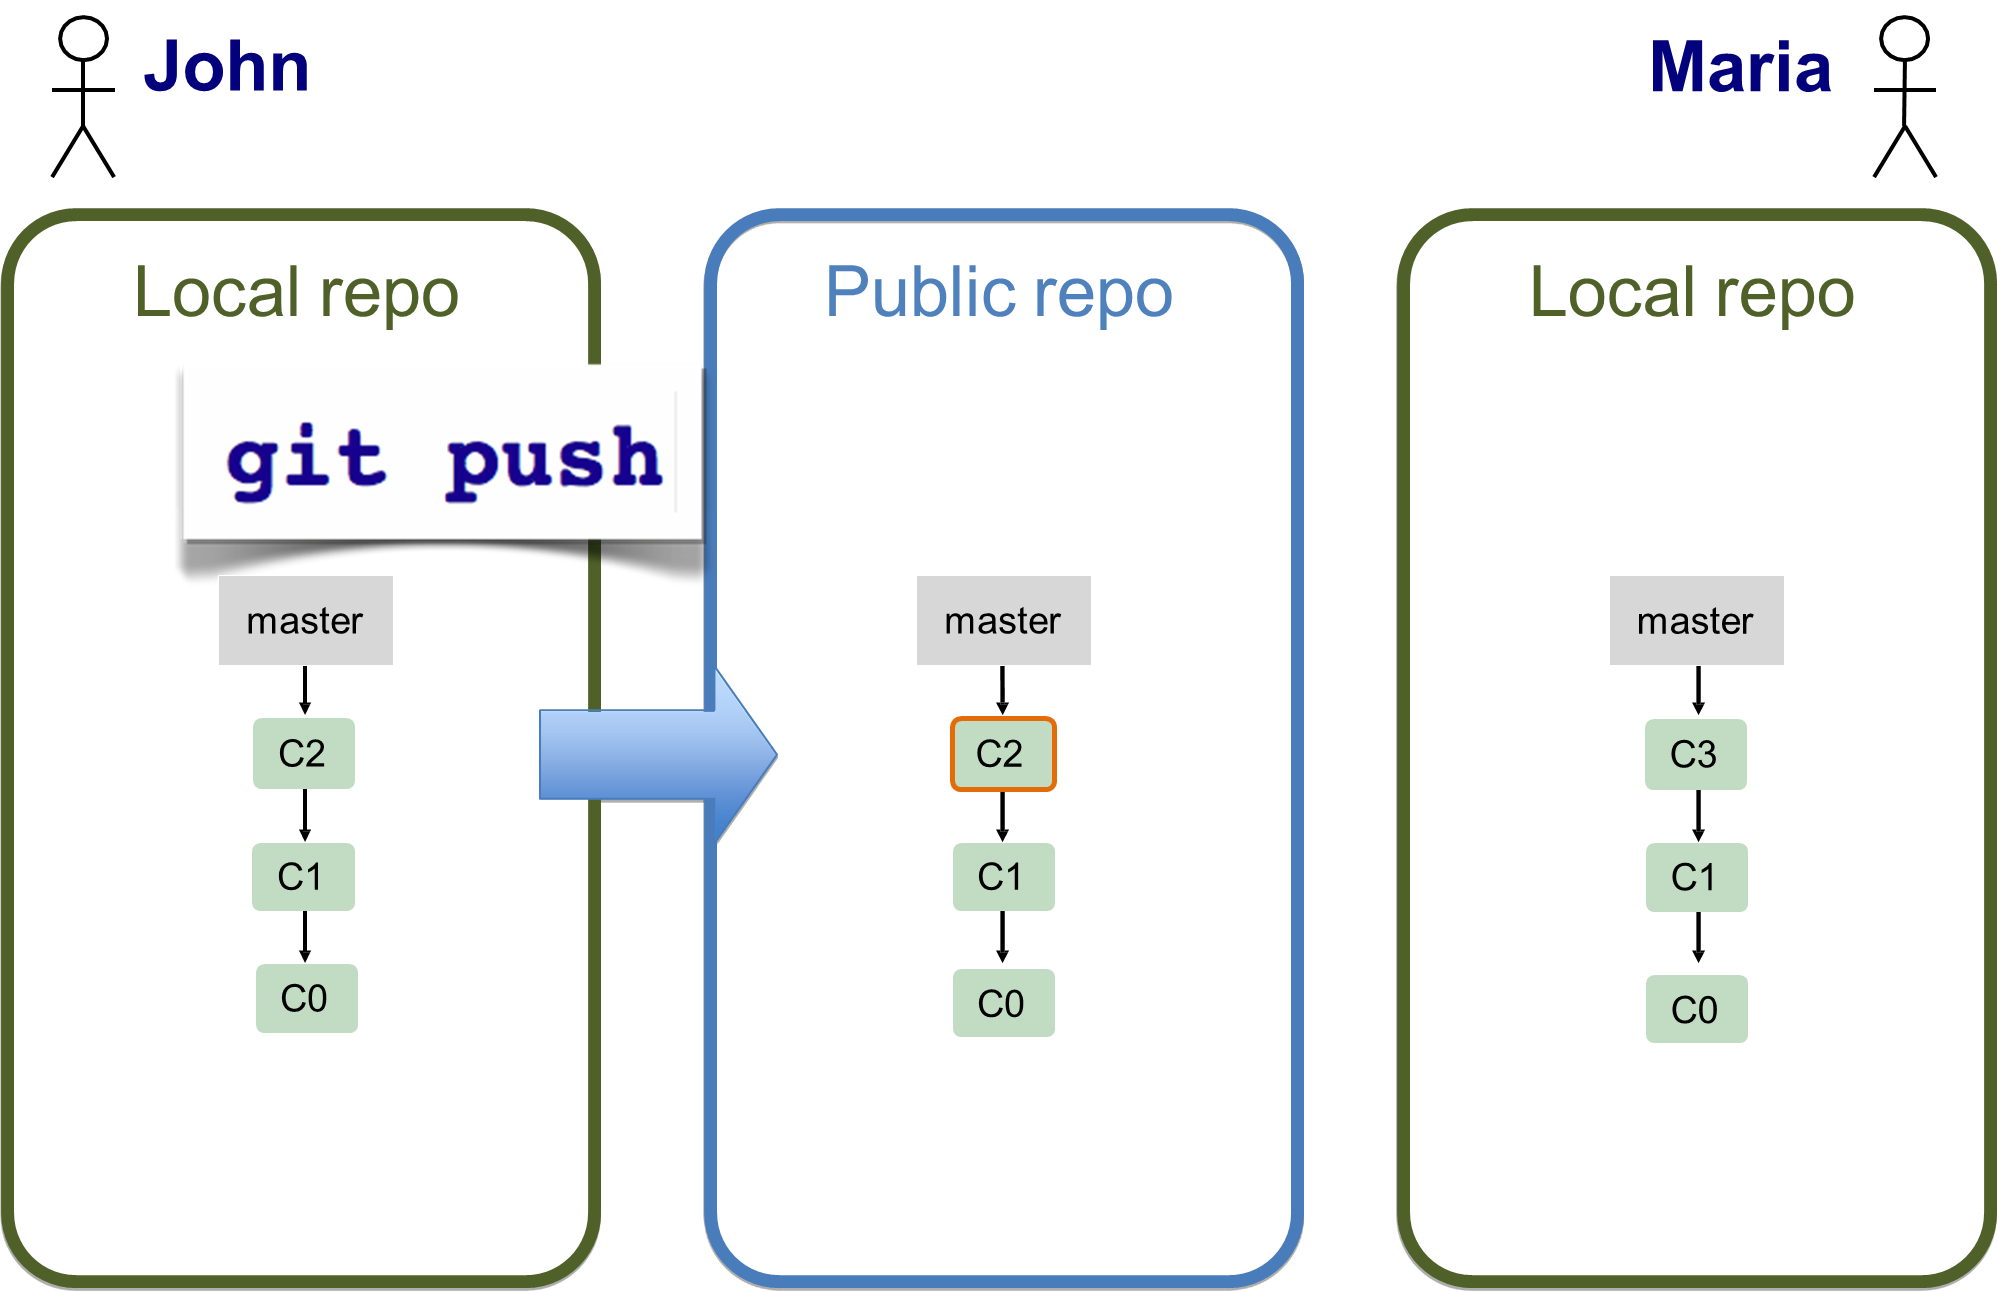 John
Maria
Local repo
Public repo
Local repo
git push
master
master
master
C2
C2
C3
C1
C1
C1
C0
C0
C0